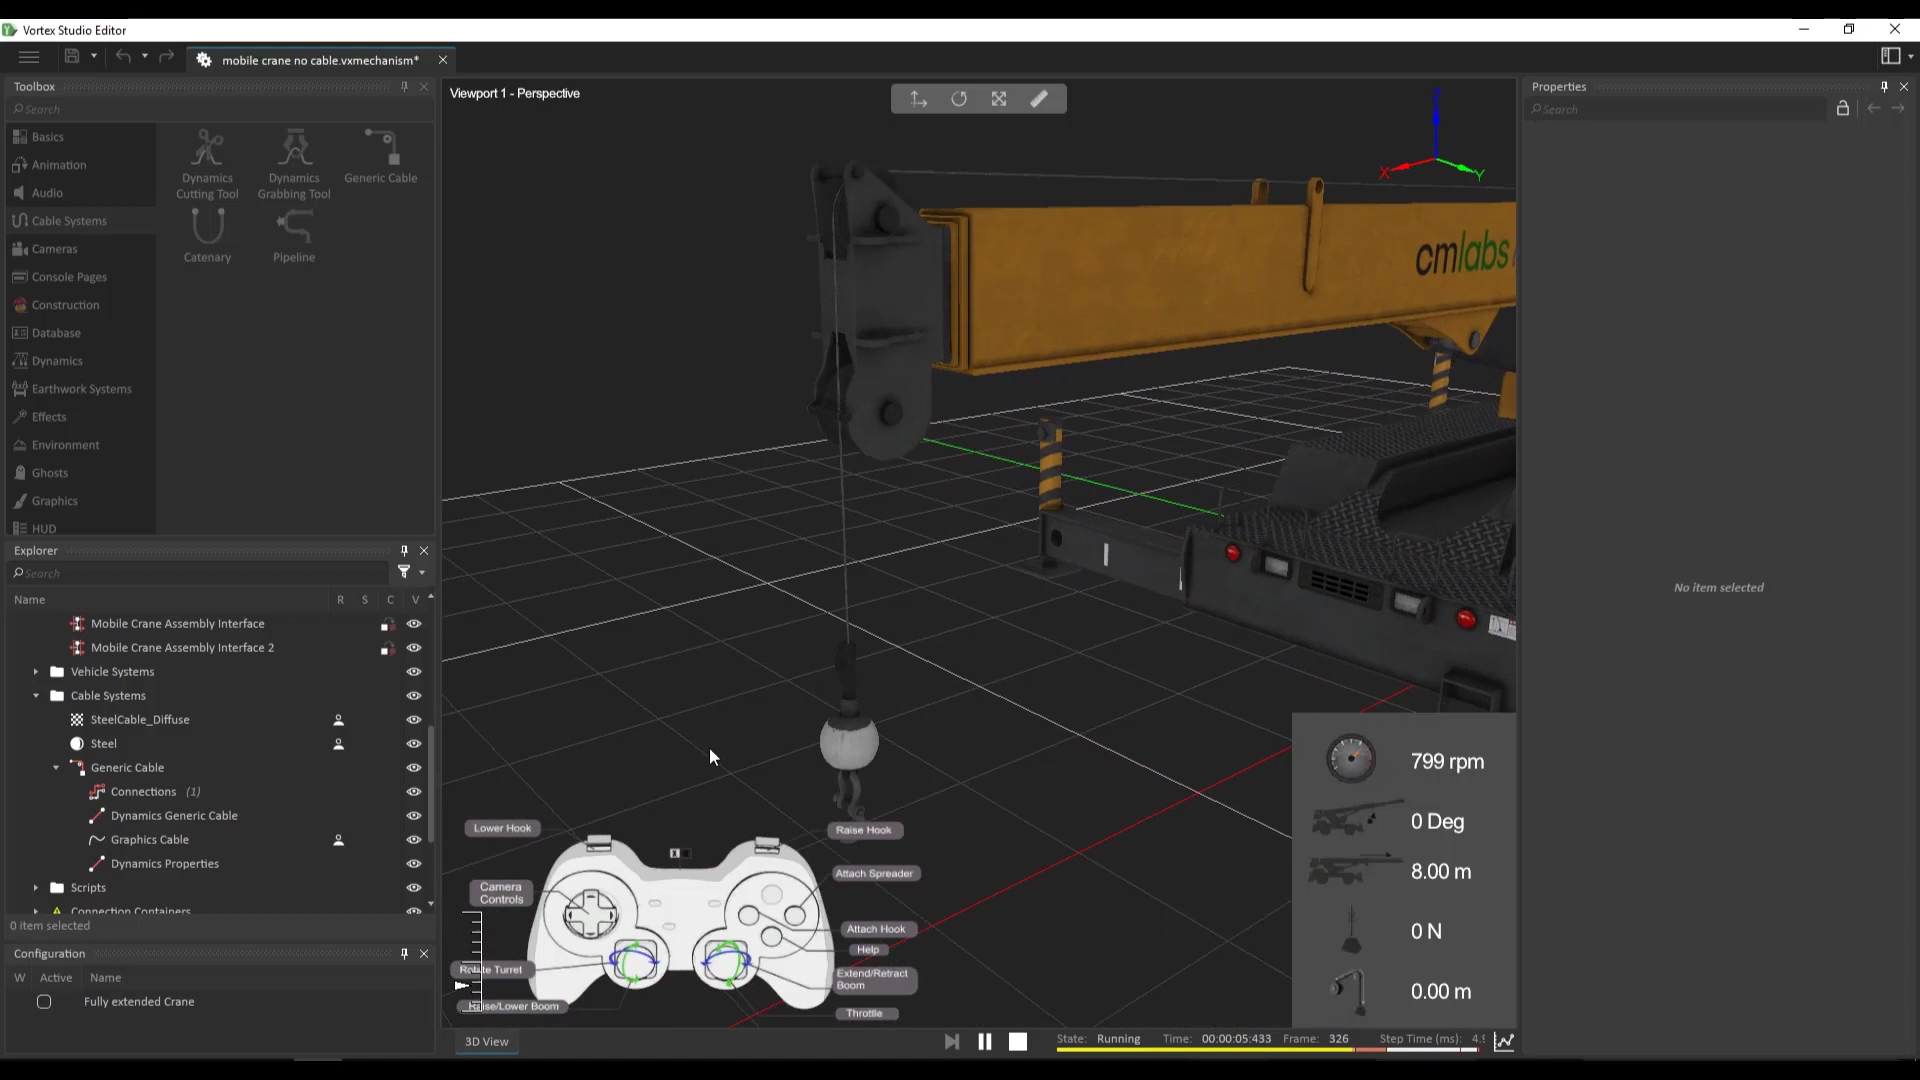 Vortex Studio Editor
mobile crane no cable.vxmechanism*
Toolbox
Search
Basics
Animation
Audio
Cable Systems
Cameras
Console Pages
Construction
Database
Dynamics
Earthwork Systems
Effects
Environment
Ghosts
Graphics
HUD
Dynamics
Cutting Tool
Dynamics
Grabbing Tool
Generic Cable
Catenary
Pipeline
Explorer
Search
Name R S C V
Mobile Crane Assembly Interface
Mobile Crane Assembly Interface 2
Vehicle Systems
Cable Systems
SteelCable_Diffuse
Steel
Generic Cable
Connections (1)
Dynamics Generic Cable
Graphics Cable
Dynamics Properties
Scripts
Connection Containers
0 item selected
Configuration
W Active Name
Fully extended Crane
Viewport 1 - Perspective
Z
X
Y
cmlabs
Lower Hook
Raise Hook
Camera
Controls
Attach Spreader
Attach Hook
Help
Rotate Turret
Extend/Retract
Boom
Raise/Lower Boom
Throttle
799 rpm
0 Deg
8.00 m
0 N
0.00 m
3D View
State: Running Time: 00:00:05:433 Frame: 326 Step Time (ms):
Properties
Search
No item selected